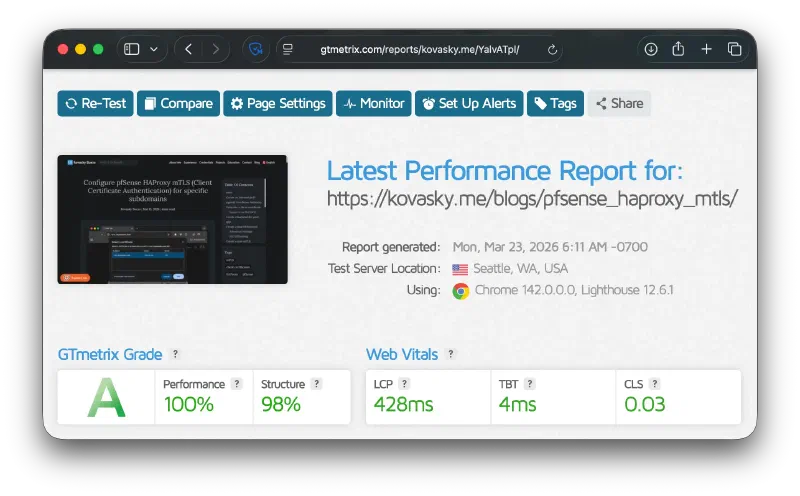 gtmetrix.com/reports/kovasky.me/YalvATpl/
Re-Test
Compare
Page Settings
Monitor
Set Up Alerts
Tags
Share
Configure pfSense HAProxy mTLS (Client
Certificate Authentication) for specific
subdomains
Latest Performance Report for:
https://kovasky.me/blogs/pfsense_haproxy_mtls/
Report generated: Mon, Mar 23, 2026 6:11 AM -0700
Test Server Location: Seattle, WA, USA
Using: Chrome 142.0.0.0, Lighthouse 12.6.1
GTmetrix Grade ?
A
Performance ?
100%
Structure ?
98%
Web Vitals ?
LCP ?
428ms
TBT ?
4ms
CLS ?
0.03